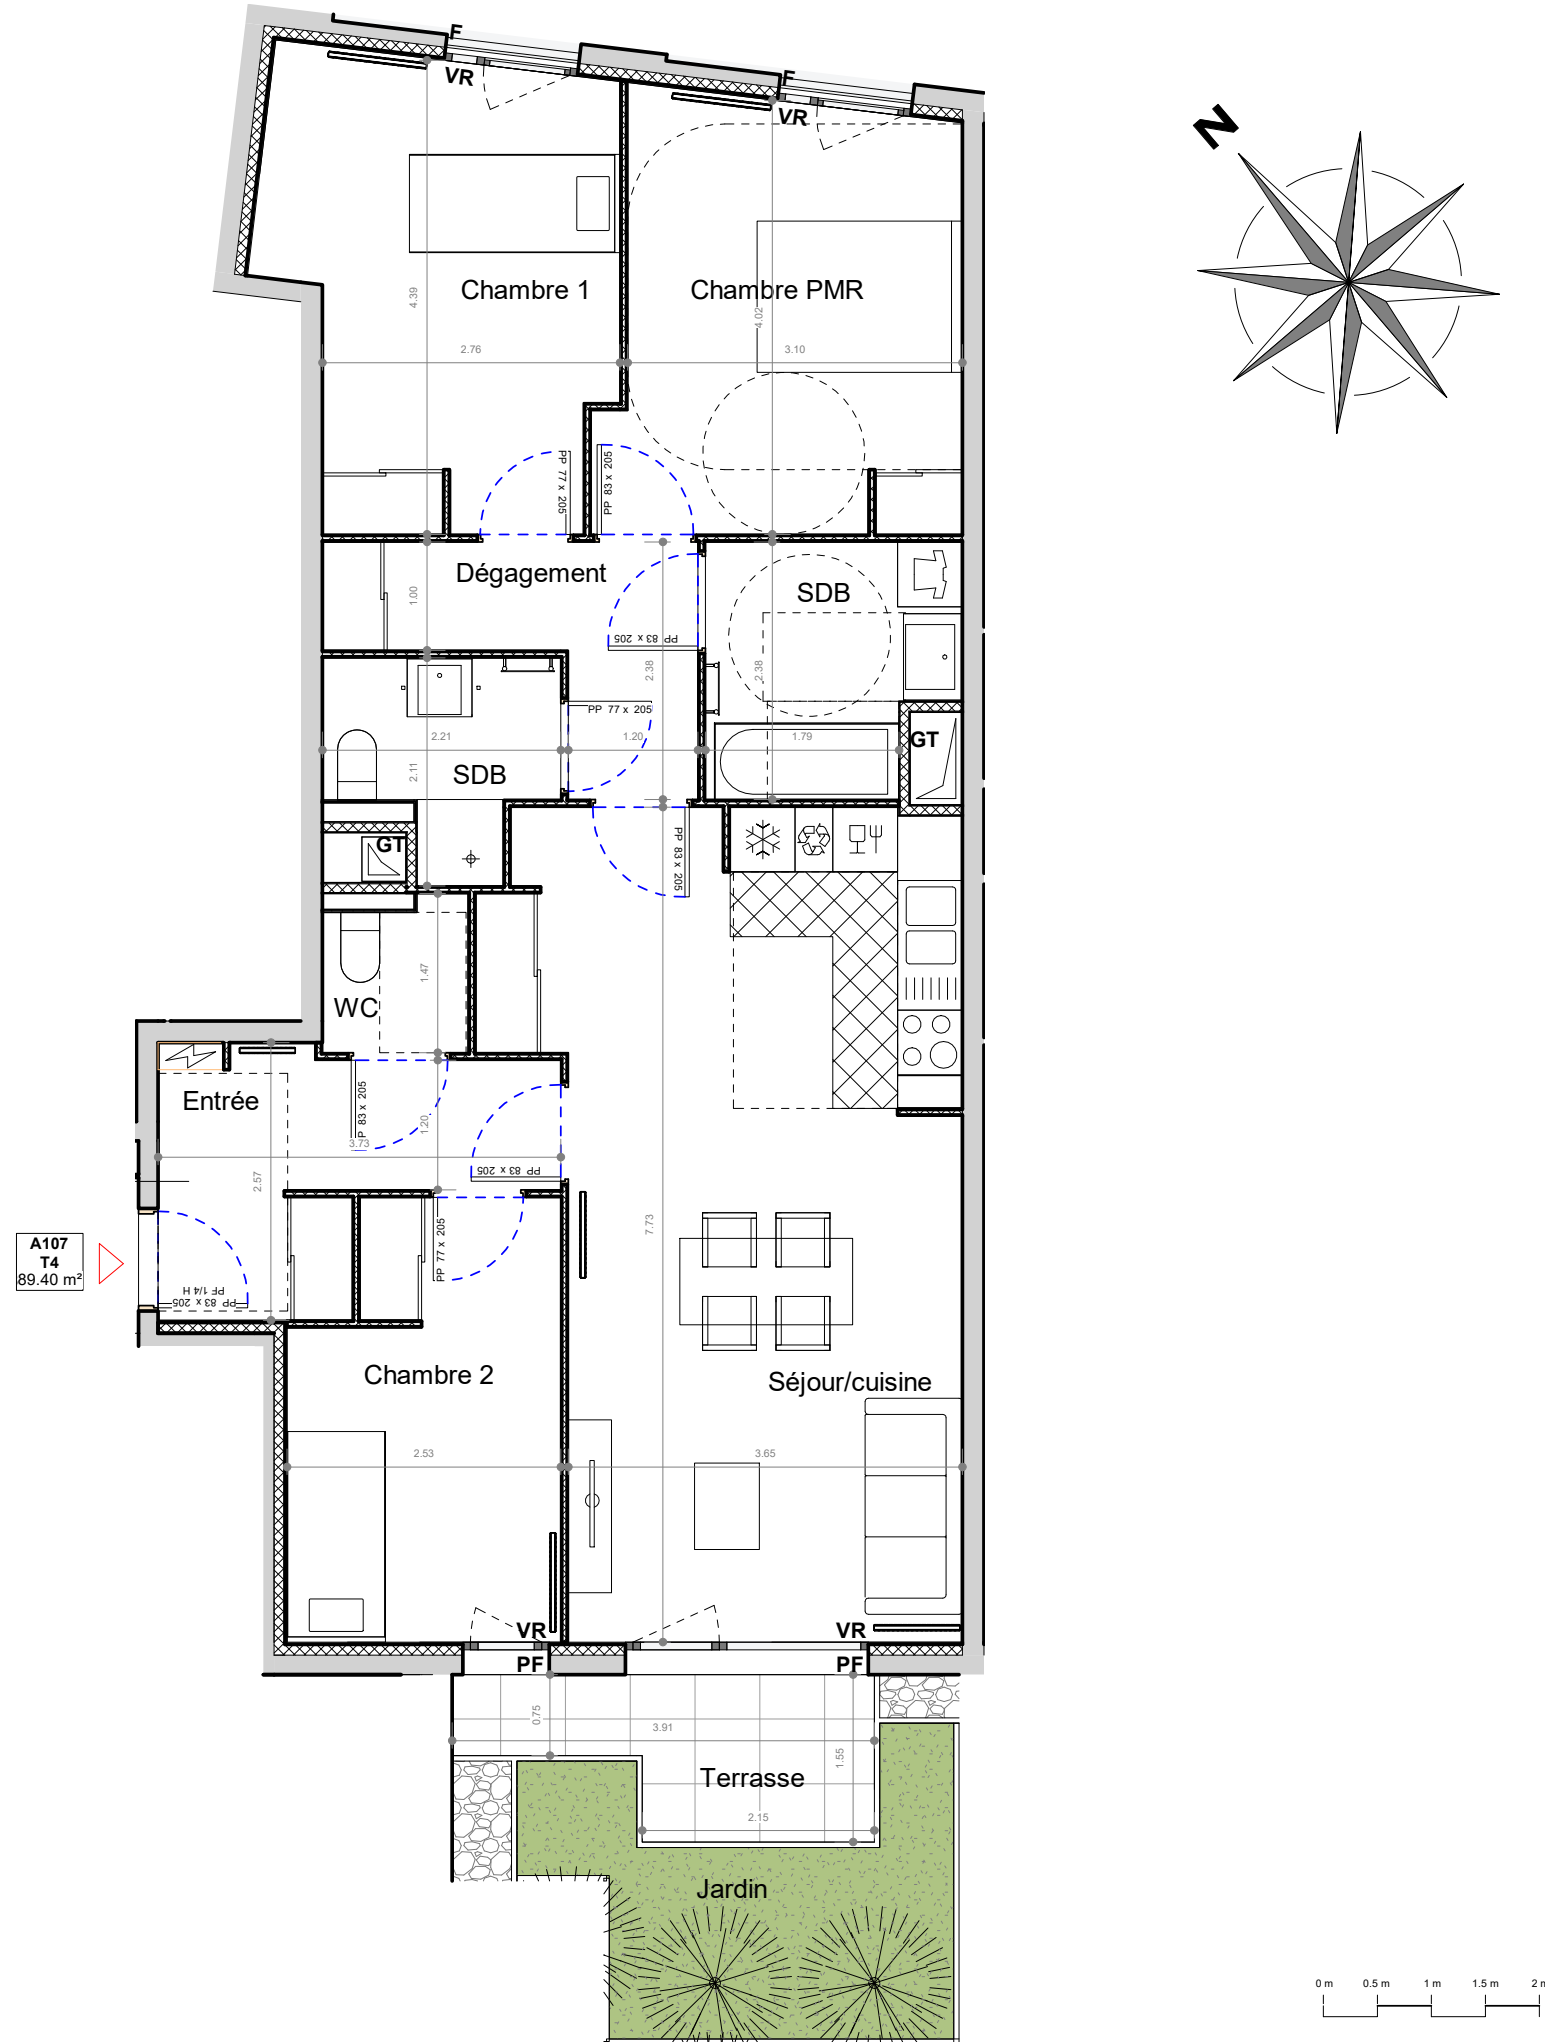 F
VR
F
VR
N
Chambre 1
Chambre PMR
4.39
4.02
2.76
3.10
PP 77 x 205
PP 83 x 205
Dégagement
SDB
1.00
PP 83 x 205
2.38
2.38
PP 77 x 205
2.21
1.20
1.79
GT
2.11
SDB
GT
PP 83 x 205
1.47
WC
Entrée
PP 83 x 205
1.20
3.73
PP 83 x 205
2.57
7.73
PP 77 x 205
A107
T4
89.40 m²
PP 83 x 205
PF 1/4 H
Chambre 2
Séjour/cuisine
2.53
3.65
VR
VR
PF
PF
0.75
3.91
1.55
Terrasse
2.15
Jardin
0 m 0.5 m 1 m 1.5 m 2 m